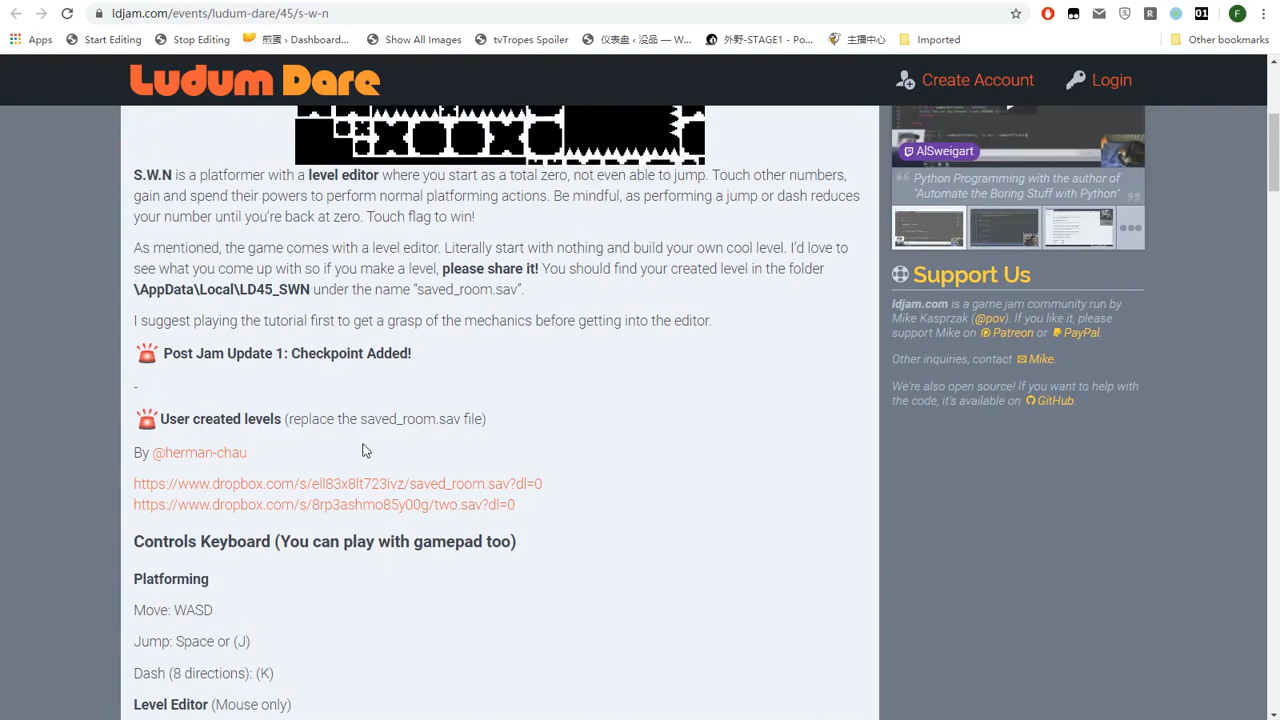 ldjam.com/events/ludum-dare/45/s-w-n
Apps Start Editing Stop Editing 煎蛋 › Dashboard... Show All Images tvTropes Spoiler 仪表盘 ‹ 没品 — W... 外野-STAGE1 - Po... 主播中心 Imported Other bookmarks
Ludum Dare Create Account Login
S.W.N is a platformer with a level editor where you start as a total zero, not even able to jump. Touch other numbers,
gain and spend their powering perform normal platforming actions. Be mindful, as performing a jump or dash reduces
your number until you're back at zero. Touch flag to win!
As mentioned, the game comes with a level editor. Literally start with nothing and build your own cool level. I'd love to
see what you come up with so if you make a level, please share it! You should find your created level in the folder
\AppData\Local\LD45_SWN under the name “saved_room.sav”.
I suggest playing the tutorial first to get a grasp of the mechanics before getting into the editor.
Post Jam Update 1: Checkpoint Added!
-
User created levels (replace the saved_room.sav file)
By @herman-chau
https://www.dropbox.com/s/ell83x8lt723ivz/saved_room.sav?dl=0
https://www.dropbox.com/s/8rp3ashmo85y00g/two.sav?dl=0
Controls Keyboard (You can play with gamepad too)
Platforming
Move: WASD
Jump: Space or (J)
Dash (8 directions): (K)
Level Editor (Mouse only)
AlSweigart
Python Programming with the author of
"Automate the Boring Stuff with Python"
Support Us
ldjam.com is a game jam community run by
Mike Kasprzak (@pov). If you like it, please
support Mike on Patreon or PayPal.
Other inquiries, contact Mike.
We're also open source! If you want to help with
the code, it's available on GitHub.